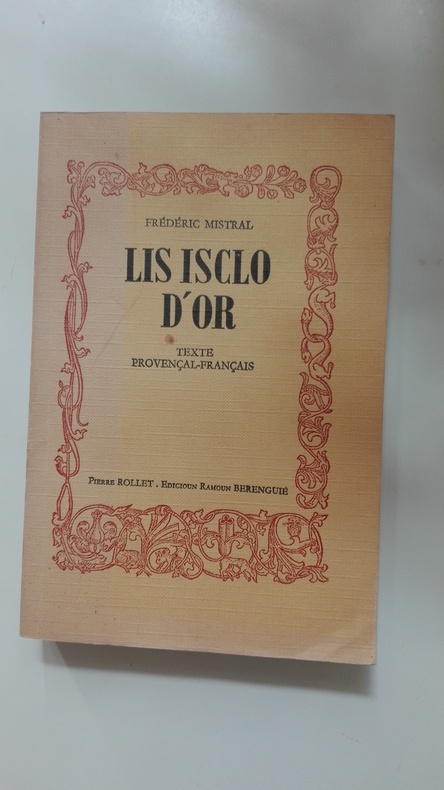 FRÉDÉRIC MISTRAL
LIS ISCLO
D'OR
TEXTE
PROVENÇAL-FRANÇAIS
PIERRE ROLLET . EDICIOUN RAMOUN BERENGUIÉ